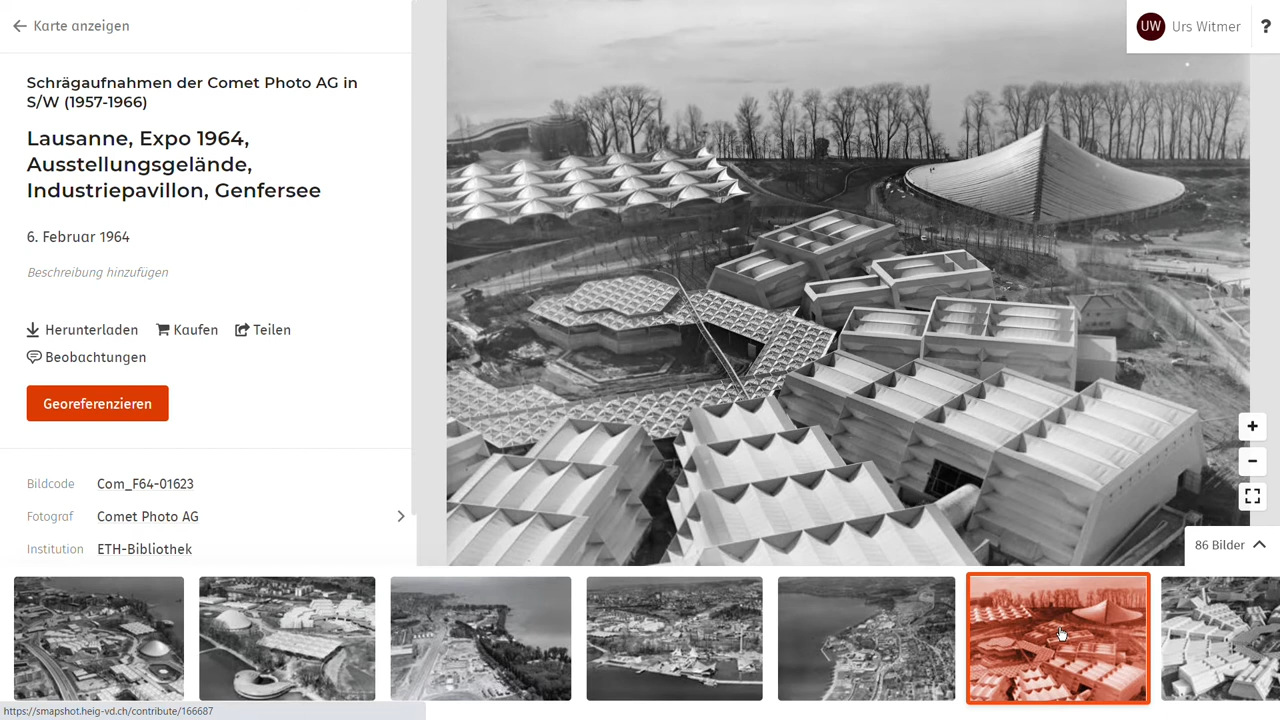 Karte anzeigen
UW Urs Witmer ?
Schrägaufnahmen der Comet Photo AG in
S/W (1957-1966)
Lausanne, Expo 1964,
Ausstellungsgelände,
Industriepavillon, Genfersee
6. Februar 1964
Beschreibung hinzufügen
Herunterladen Kaufen Teilen
Beobachtungen
Georeferenzieren
Bildcode Com_F64-01623
Fotograf Comet Photo AG
Institution ETH-Bibliothek
86 Bilder
https://smapshot.heig-vd.ch/contribute/166687